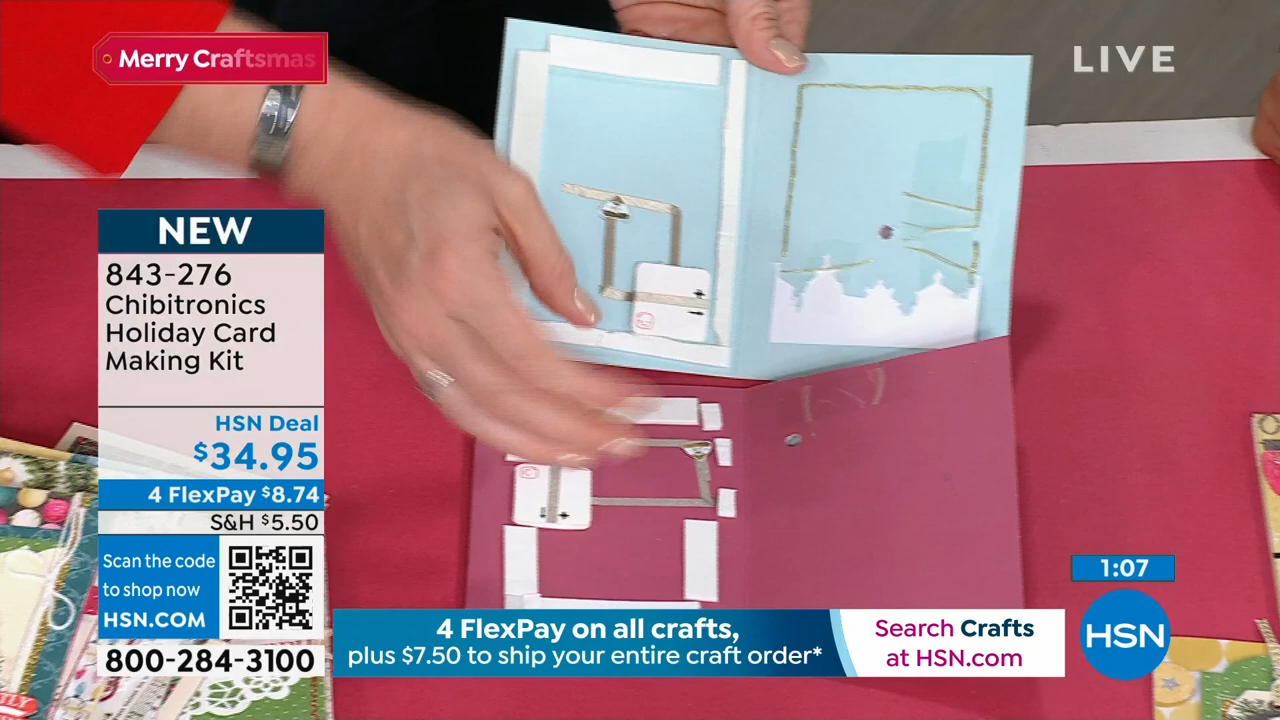 Merry Craftsmas
LIVE
NEW
843-276
Chibitronics
Holiday Card
Making Kit
HSN Deal
$34.95
4 FlexPay $8.74
S&H $5.50
Scan the code
to shop now
HSN.COM
800-284-3100
4 FlexPay on all crafts,
plus $7.50 to ship your entire craft order*
Search Crafts
at HSN.com
1:07
HSN